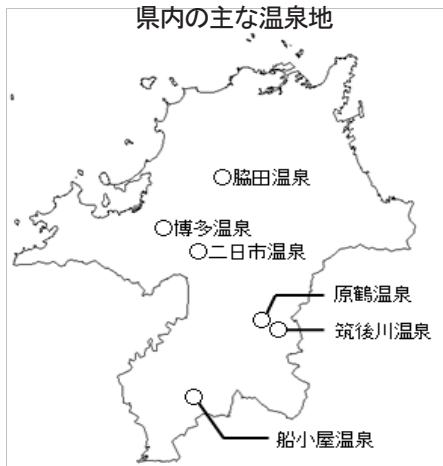 県内の主な温泉地
脇田温泉
博多温泉
二日市温泉
原鶴温泉
筑後川温泉
船小屋温泉